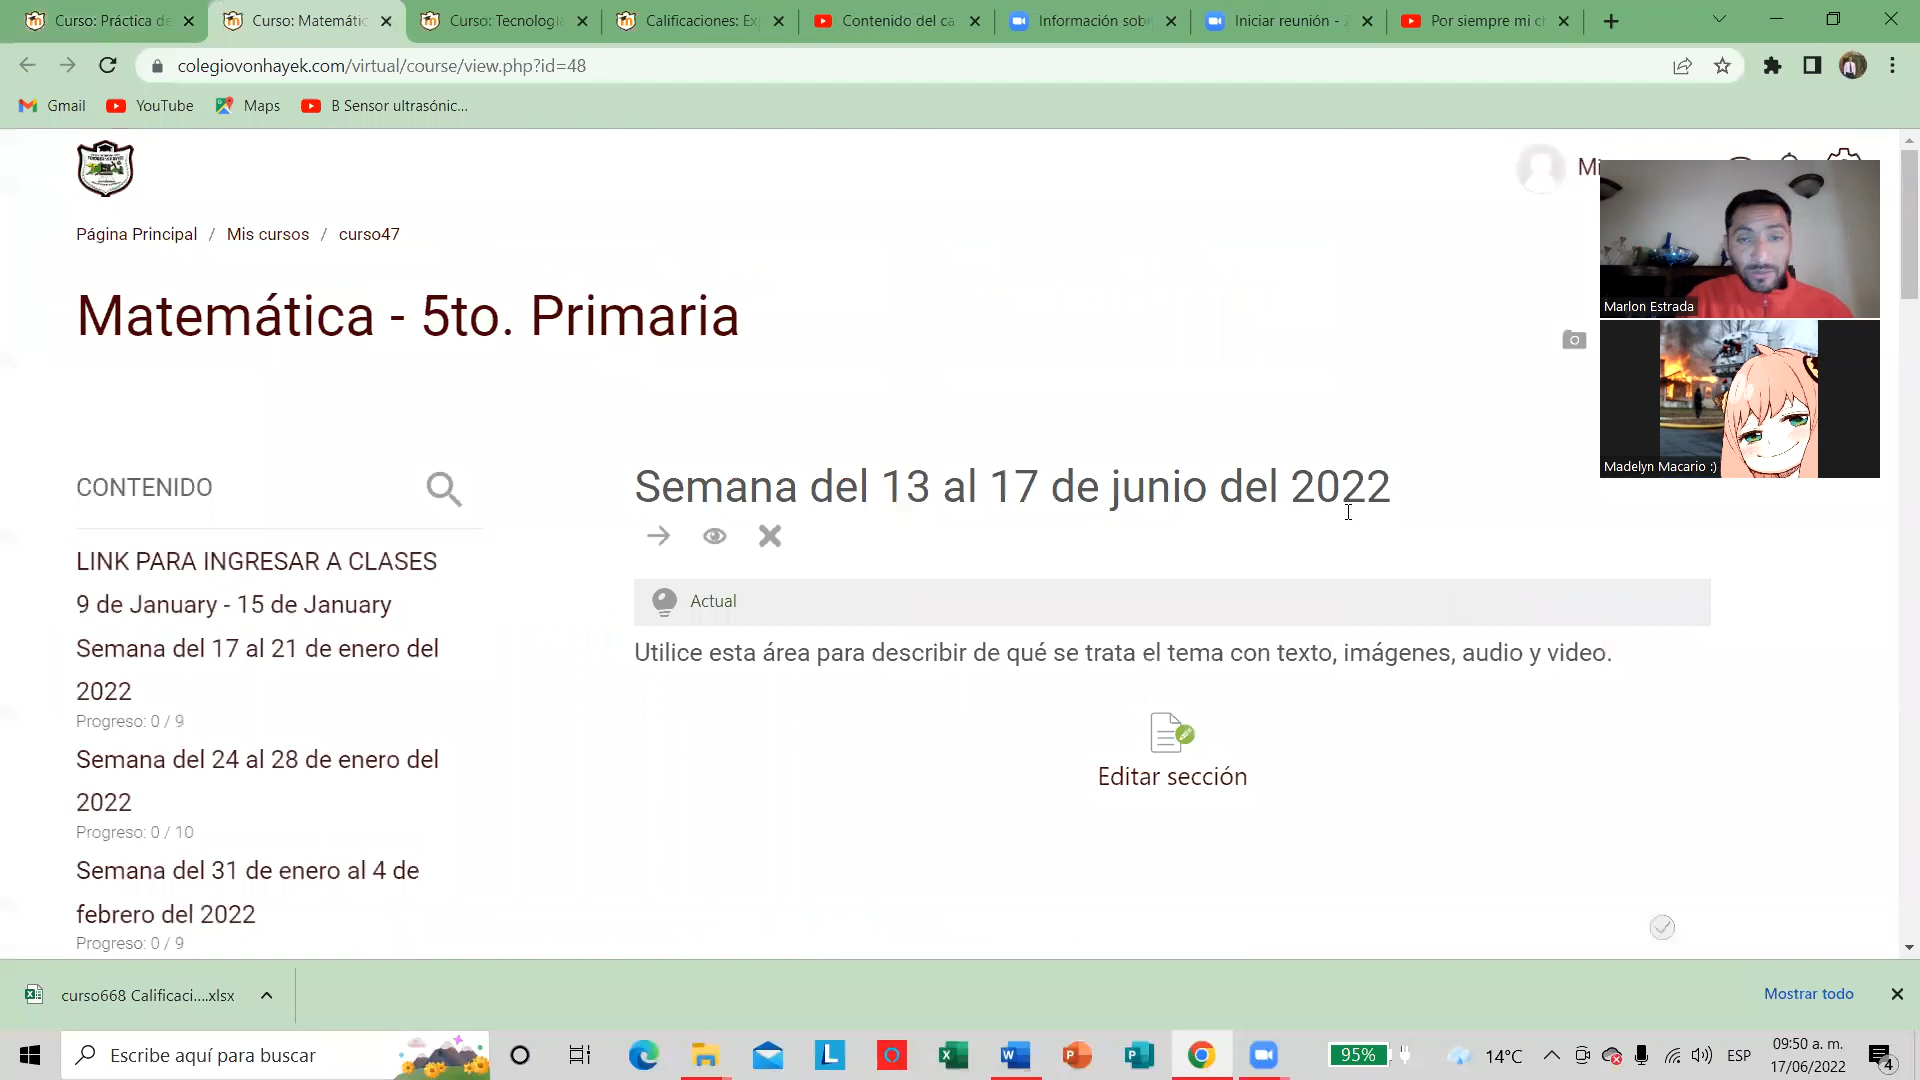 Curso: Práctica de
Curso: Matemátic
Curso: Tecnología
Calificaciones: Ex
Contenido del ca
Información sob
Iniciar reunión -
Por siempre mi c
colegiovonhayek.com/virtual/course/view.php?id=48
Gmail
YouTube
Maps
B Sensor ultrasónic...
Mi
Página Principal / Mis cursos / curso47
Matemática - 5to. Primaria
Marlon Estrada
Madelyn Macario :)
CONTENIDO
LINK PARA INGRESAR A CLASES
9 de January - 15 de January
Semana del 17 al 21 de enero del
2022
Progreso: 0 / 9
Semana del 24 al 28 de enero del
2022
Progreso: 0 / 10
Semana del 31 de enero al 4 de
febrero del 2022
Progreso: 0 / 9
Semana del 13 al 17 de junio del 2022
Actual
Utilice esta área para describir de qué se trata el tema con texto, imágenes, audio y video.
Editar sección
curso668 Calificaci....xlsx
Mostrar todo
Escribe aquí para buscar
95%
14°C
ESP
09:50 a. m.
17/06/2022
4